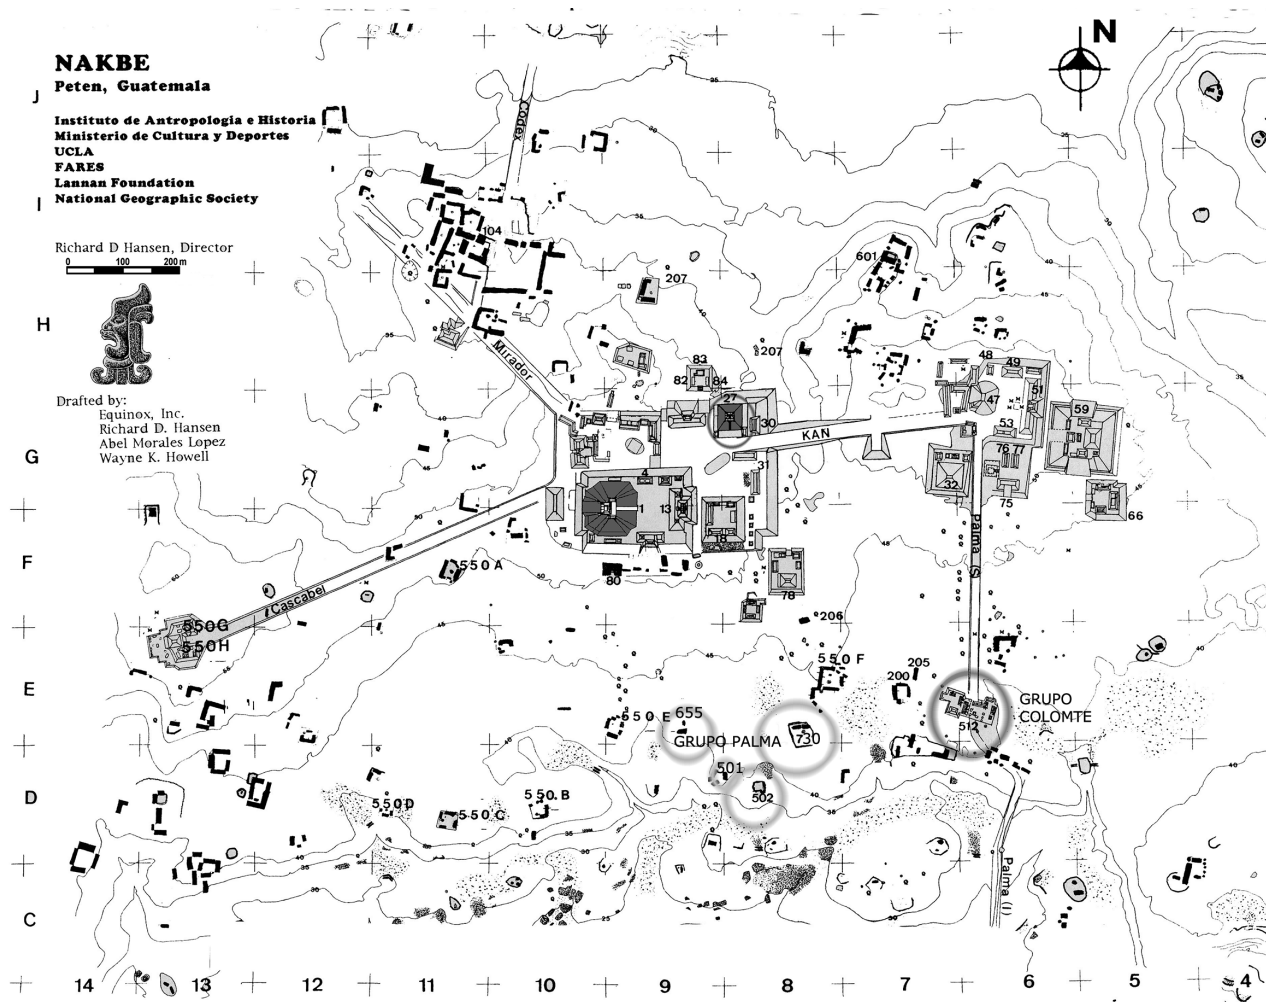 NAKBE
Peten, Guatemala
Instituto de Antropologia e Historia
Ministerio de Cultura y Deportes
UCLA
FARES
Lannan Foundation
National Geographic Society
Richard D Hansen, Director
0 100 200 m
Drafted by:
Equinox, Inc.
Richard D. Hansen
Abel Morales Lopez
Wayne K. Howell
N
J
I
H
G
F
E
D
C
14 13 12 11 10 9 8 7 6 5 4
Codex
104
Mirador
207
207
601
83
82 84
27
30
KAN
31
4
1
13
18
80
78
206
48 49
47
51
53
59
76 77
32
75
66
Palma (S)
Cascabel
550A
550G
550H
550 F
205
200
550 E
655
GRUPO PALMA
730
501
502
512
GRUPO
COLOMTE
550D
550C
550.B
Palma (I)